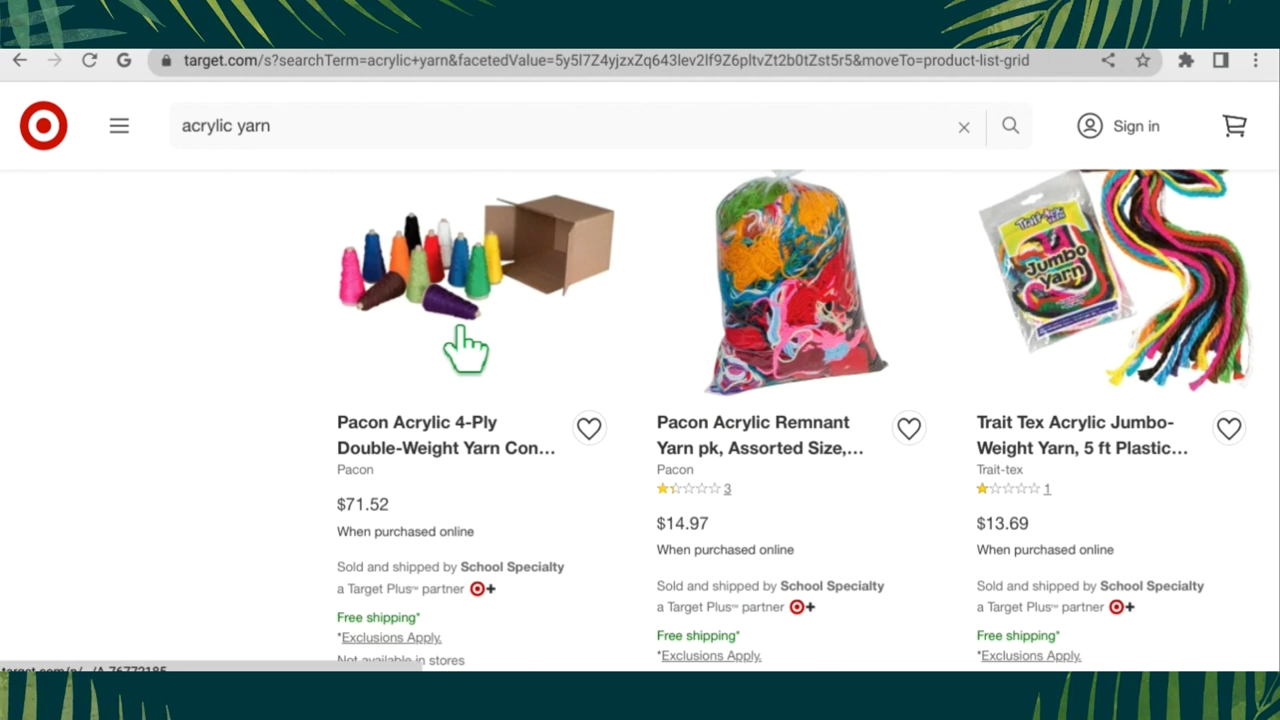 target.com/s?searchTerm=acrylic+yarn&facetedValue=5y5l7Z4yjzxZq643lev2lf9Z6pltvZt2b0tZst5r5&moveTo=product-list-grid
acrylic yarn
Sign in
Trait-tex
Jumbo
Yarn
Pacon Acrylic 4-Ply
Double-Weight Yarn Con...
Pacon
$71.52
When purchased online
Sold and shipped by School Specialty
a Target Plus™ partner
Free shipping*
*Exclusions Apply.
Not available in stores
Pacon Acrylic Remnant
Yarn pk, Assorted Size,...
Pacon
3
$14.97
When purchased online
Sold and shipped by School Specialty
a Target Plus™ partner
Free shipping*
*Exclusions Apply.
Trait Tex Acrylic Jumbo-
Weight Yarn, 5 ft Plastic...
Trait-tex
1
$13.69
When purchased online
Sold and shipped by School Specialty
a Target Plus™ partner
Free shipping*
*Exclusions Apply.